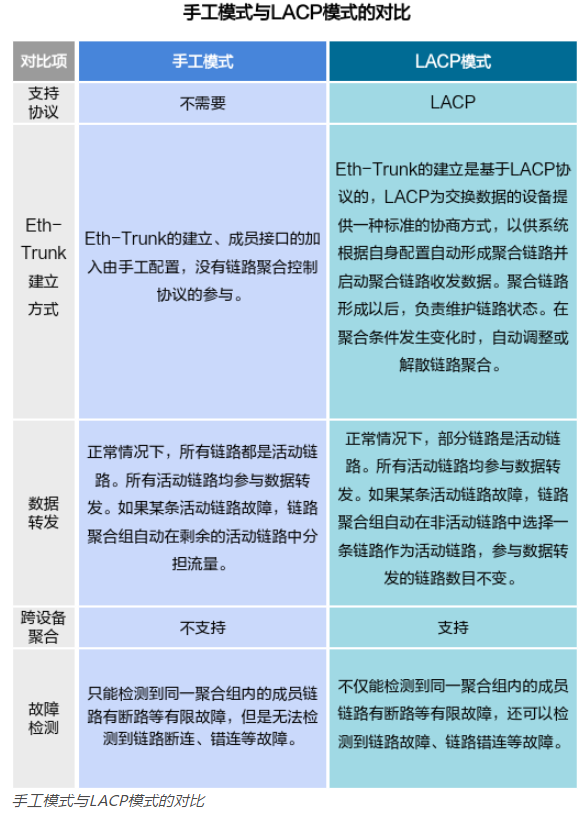 手工模式与LACP模式的对比
对比项
手工模式
LACP模式
支持
协议
不需要
LACP
Eth-
Trunk
建立
方式
Eth-Trunk的建立、成员接口的加
入由手工配置，没有链路聚合控制
协议的参与。
Eth-Trunk的建立是基于LACP协
议的，LACP为交换数据的设备提
供一种标准的协商方式，以供系统
根据自身配置自动形成聚合链路并
启动聚合链路收发数据。聚合链路
形成以后，负责维护链路状态。在
聚合条件发生变化时，自动调整或
解散链路聚合。
数据
转发
正常情况下，所有链路都是活动链
路。所有活动链路均参与数据转
发。如果某条活动链路故障，链路
聚合组自动在剩余的活动链路中分
担流量。
正常情况下，部分链路是活动链
路。所有活动链路均参与数据转
发。如果某条活动链路故障，链路
聚合组自动在非活动链路中选择一
条链路作为活动链路，参与数据转
发的链路数目不变。
跨设备
聚合
不支持
支持
故障
检测
只能检测到同一聚合组内的成员链
路有断路等有限故障，但是无法检
测到链路断连、错连等故障。
不仅能检测到同一聚合组内的成员
链路有断路等有限故障，还可以检
测到链路故障、链路错连等故障。
手工模式与LACP模式的对比